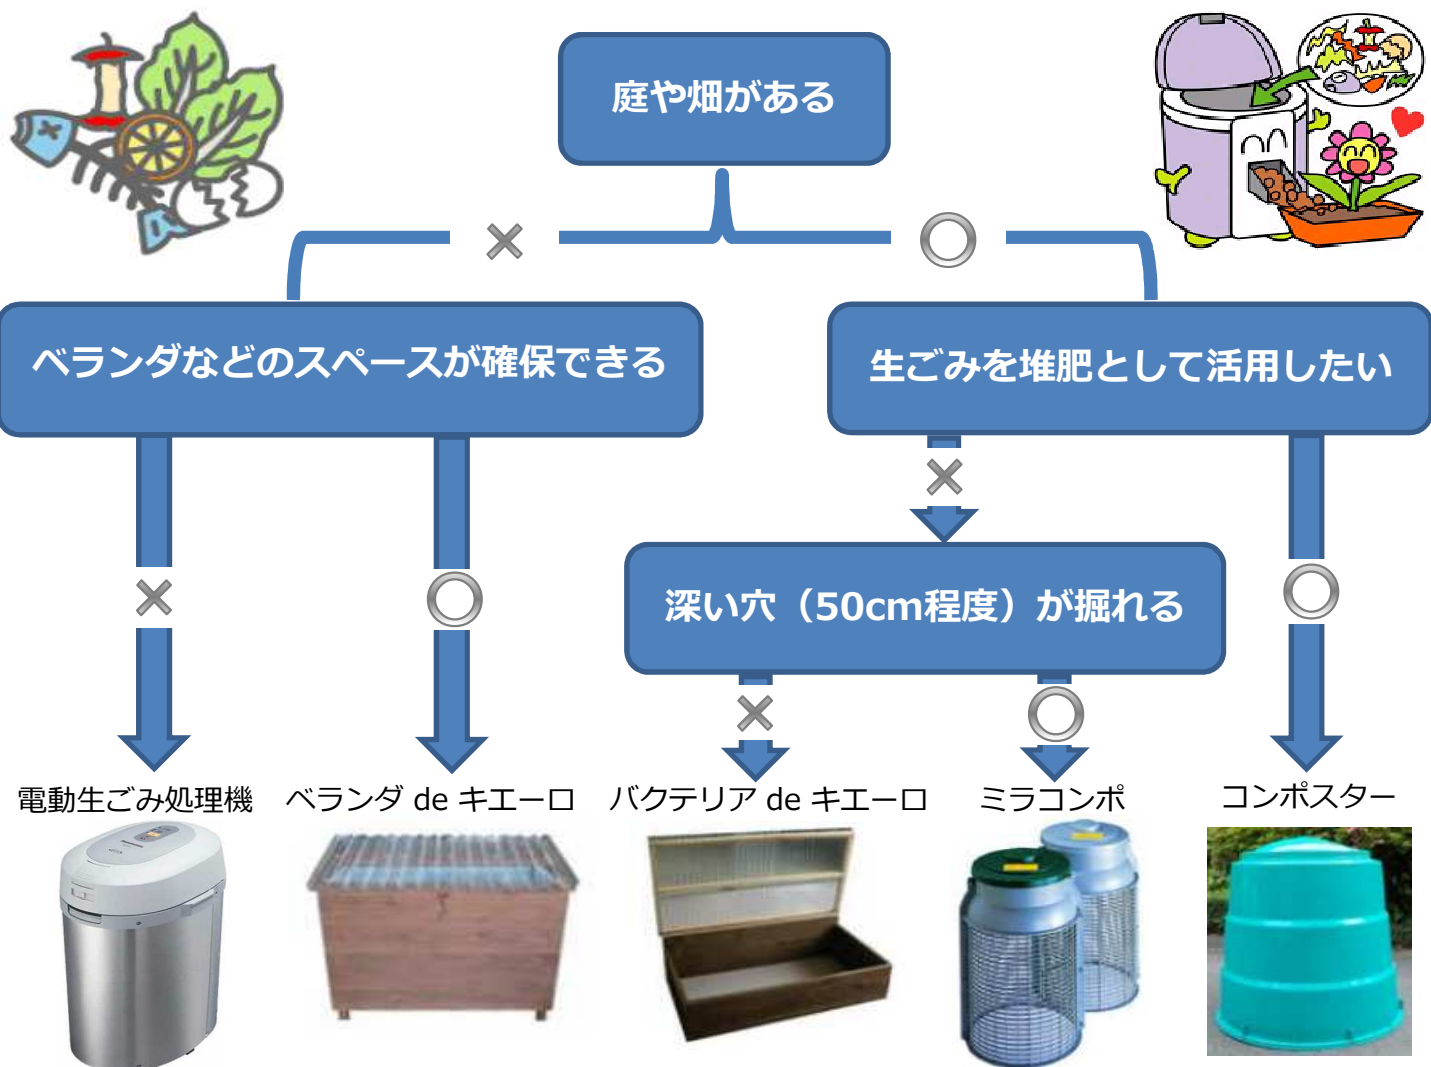 庭や畑がある
ベランダなどのスペースが確保できる
生ごみを堆肥として活用したい
深い穴（50cm程度）が掘れる
電動生ごみ処理機
ベランダ de キエーロ
バクテリア de キエーロ
ミラコンポ
コンポスター